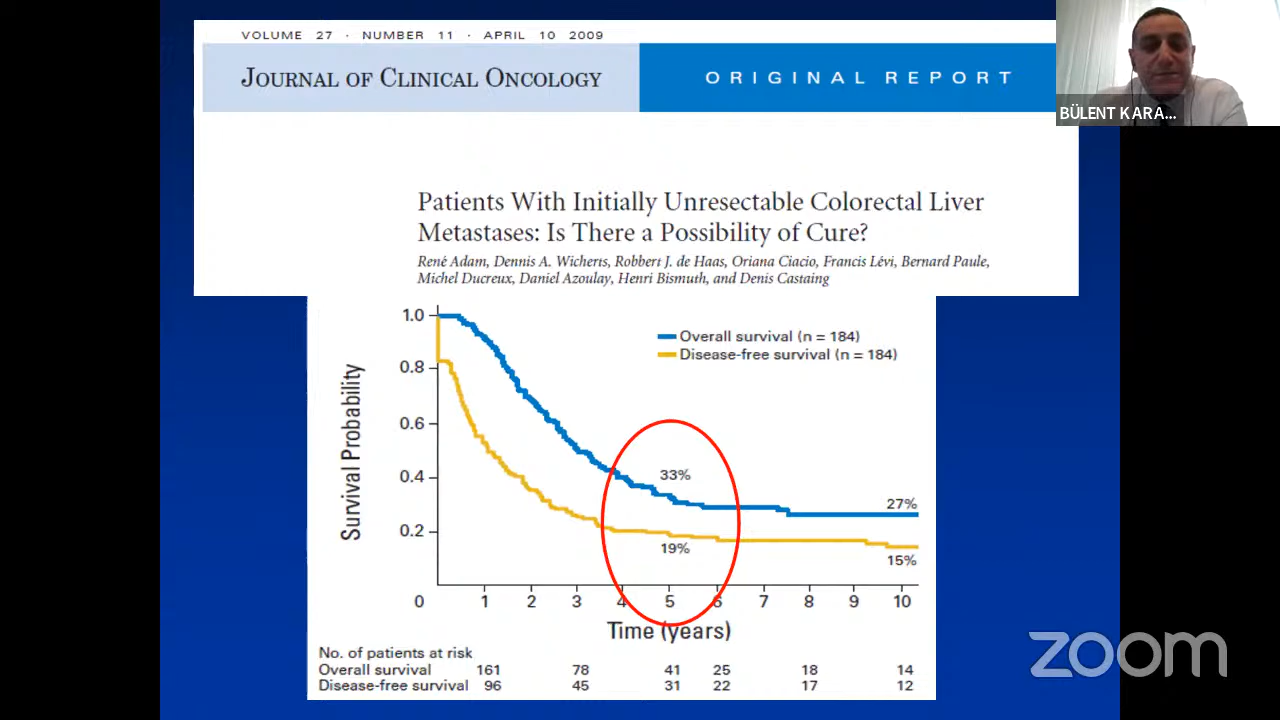 VOLUME 27 · NUMBER 11 · APRIL 10 2009
JOURNAL OF CLINICAL ONCOLOGY
ORIGINAL REPORT
BÜLENT KARA...
Patients With Initially Unresectable Colorectal Liver
Metastases: Is There a Possibility of Cure?
René Adam, Dennis A. Wicherts, Robbert J. de Haas, Oriana Ciacio, Francis Lévi, Bernard Paule,
Michel Ducreux, Daniel Azoulay, Henri Bismuth, and Denis Castaing
Survival Probability
1.0
0.8
0.6
0.4
0.2
Overall survival (n = 184)
Disease-free survival (n = 184)
33%
27%
19%
15%
0 1 2 3 4 5 6 7 8 9 10
Time (years)
No. of patients at risk
Overall survival 161 78 41 25 18 14
Disease-free survival 96 45 31 22 17 12
zoom